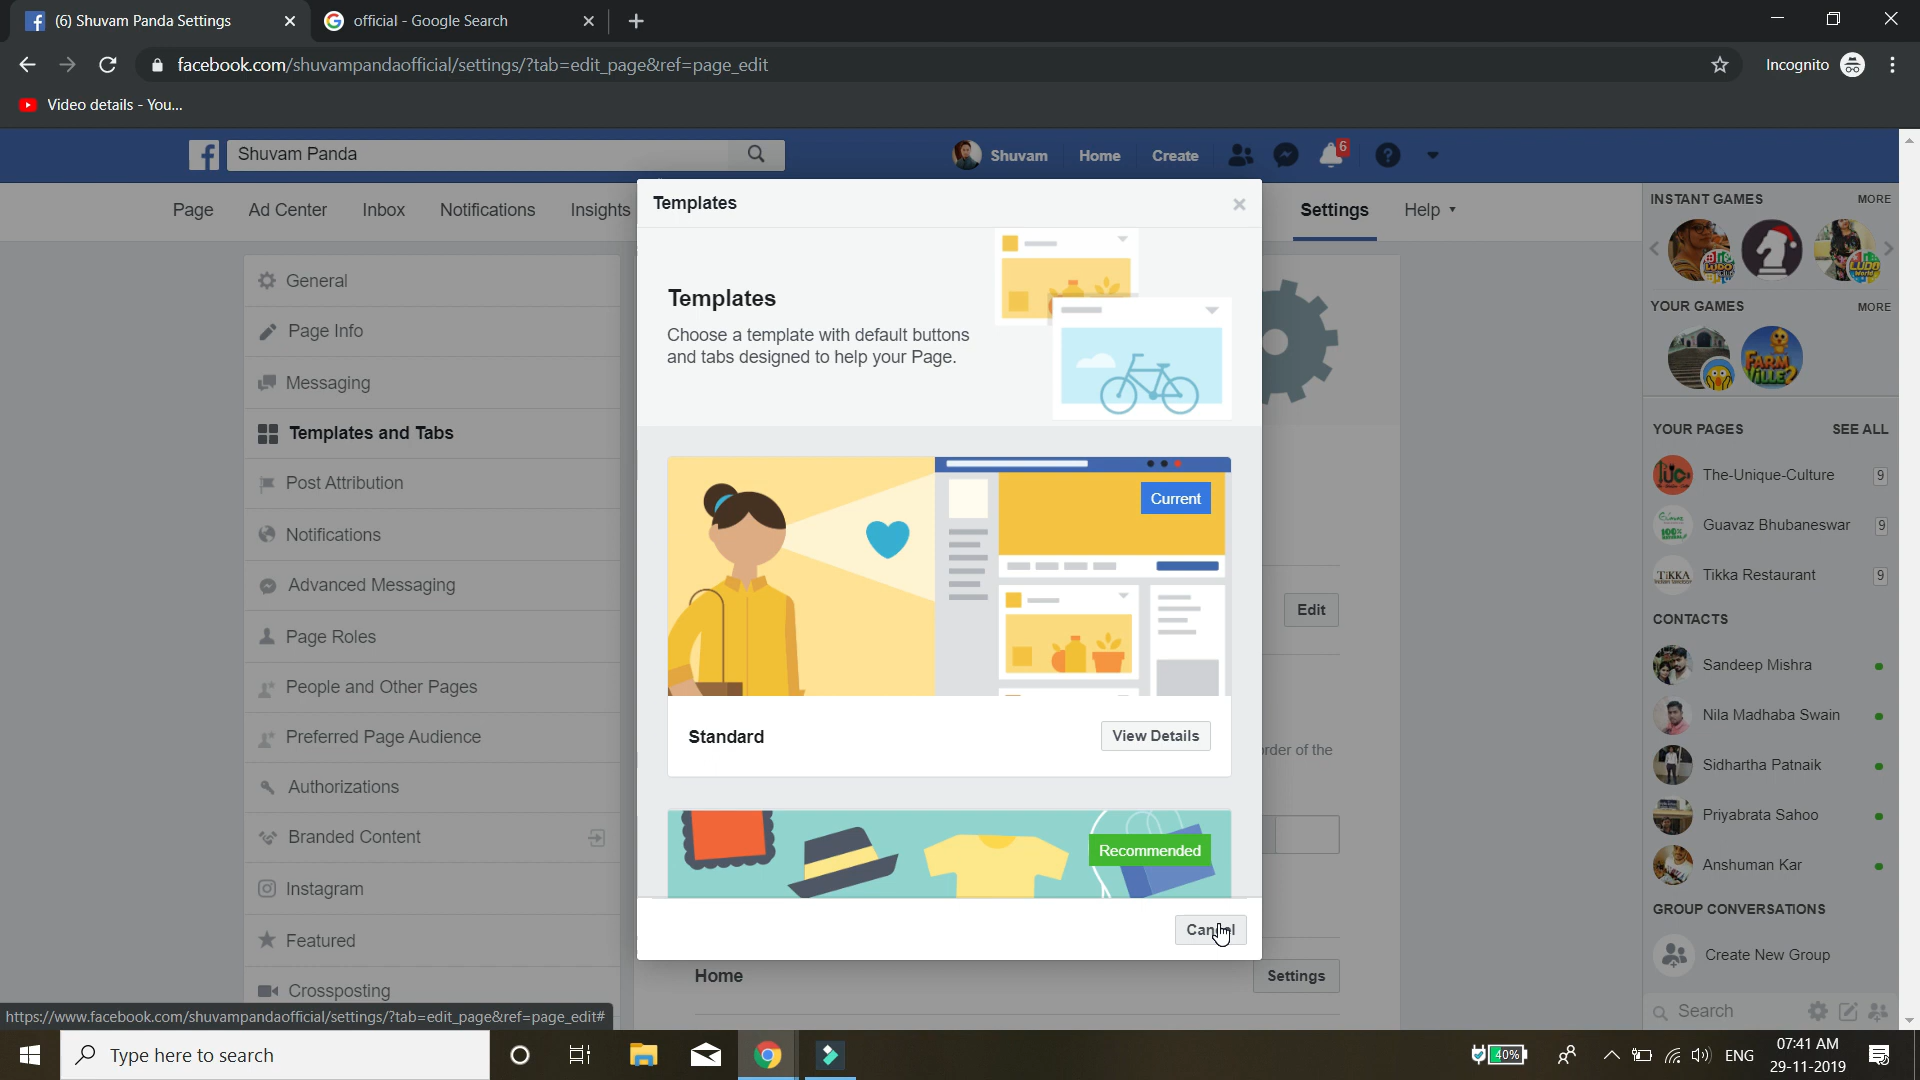 (6) Shuvam Panda Settings
official - Google Search
facebook.com/shuvampandaofficial/settings/?tab=edit_page&ref=page_edit
Incognito
Video details - You...
Shuvam Panda
Shuvam
Home
Create
6
Page
Ad Center
Inbox
Notifications
Insights
Settings
Help
General
Page Info
Messaging
Templates and Tabs
Post Attribution
Notifications
Advanced Messaging
Page Roles
People and Other Pages
Preferred Page Audience
Authorizations
Branded Content
Instagram
Featured
Crossposting
Templates
Templates
Choose a template with default buttons
and tabs designed to help your Page.
Current
Standard
View Details
Recommended
Cancel
Edit
order of the
Home
Settings
INSTANT GAMES
MORE
YOUR GAMES
MORE
FARM
VILLE2
YOUR PAGES
SEE ALL
The-Unique-Culture
9
Guavaz Bhubaneswar
9
Tikka Restaurant
9
CONTACTS
Sandeep Mishra
Nila Madhaba Swain
Sidhartha Patnaik
Priyabrata Sahoo
Anshuman Kar
GROUP CONVERSATIONS
Create New Group
Search
https://www.facebook.com/shuvampandaofficial/settings/?tab=edit_page&ref=page_edit#
Type here to search
40%
ENG
07:41 AM
29-11-2019